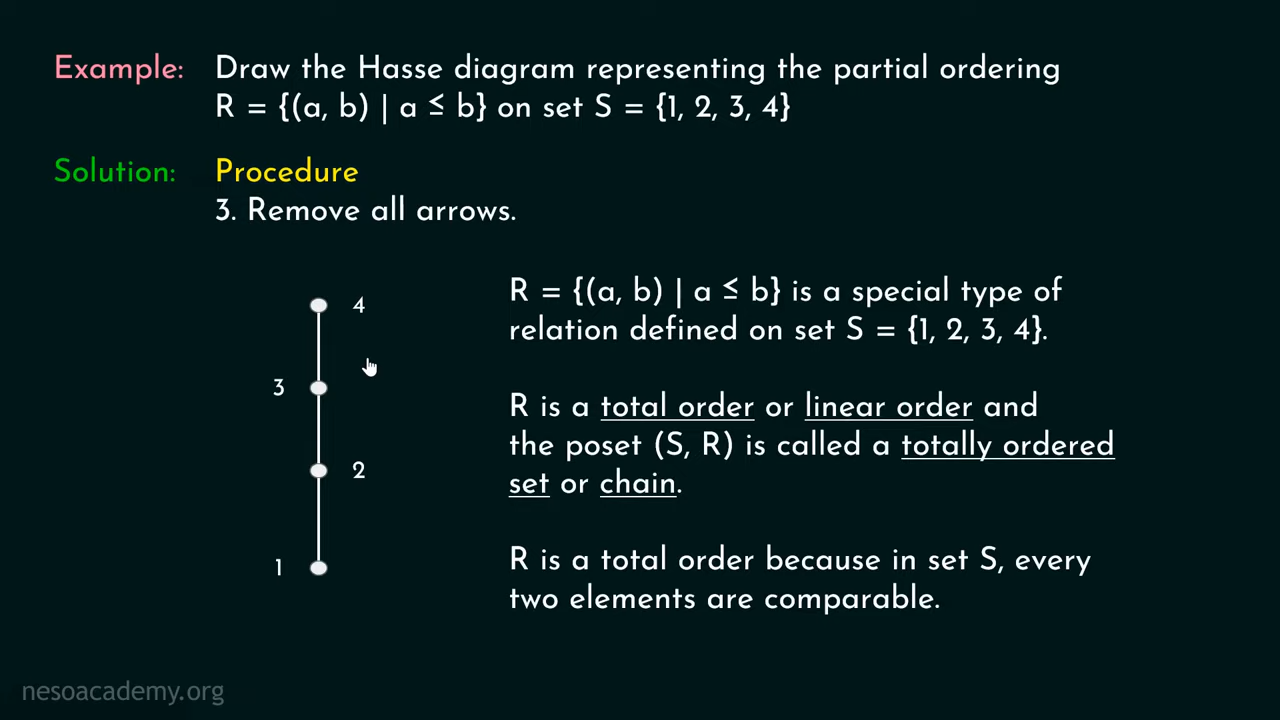 Example: Draw the Hasse diagram representing the partial ordering
R = {(a, b) | a ≤ b} on set S = {1, 2, 3, 4}
Solution: Procedure
3. Remove all arrows.
4
3
2
1
R = {(a, b) | a ≤ b} is a special type of
relation defined on set S = {1, 2, 3, 4}.
R is a total order or linear order and
the poset (S, R) is called a totally ordered
set or chain.
R is a total order because in set S, every
two elements are comparable.
nesoacademy.org